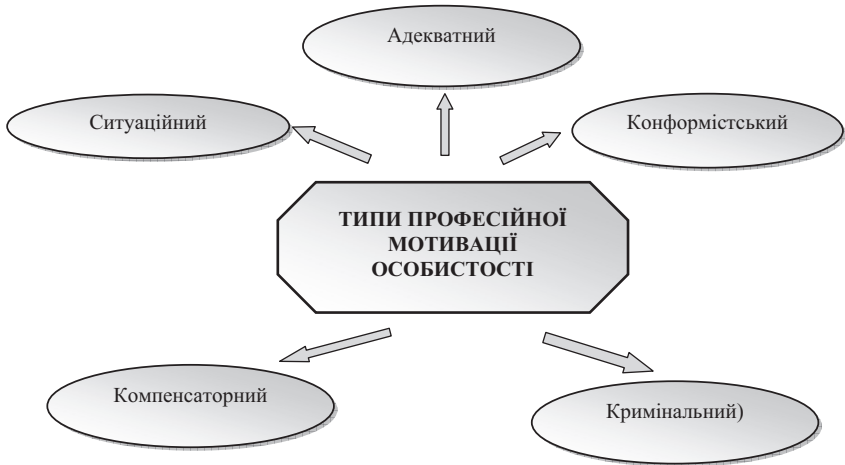 Адекватний
Ситуаційний
Конформістський
ТИПИ ПРОФЕСІЙНОЇ
МОТИВАЦІЇ
ОСОБИСТОСТІ
Компенсаторний
Кримінальний)